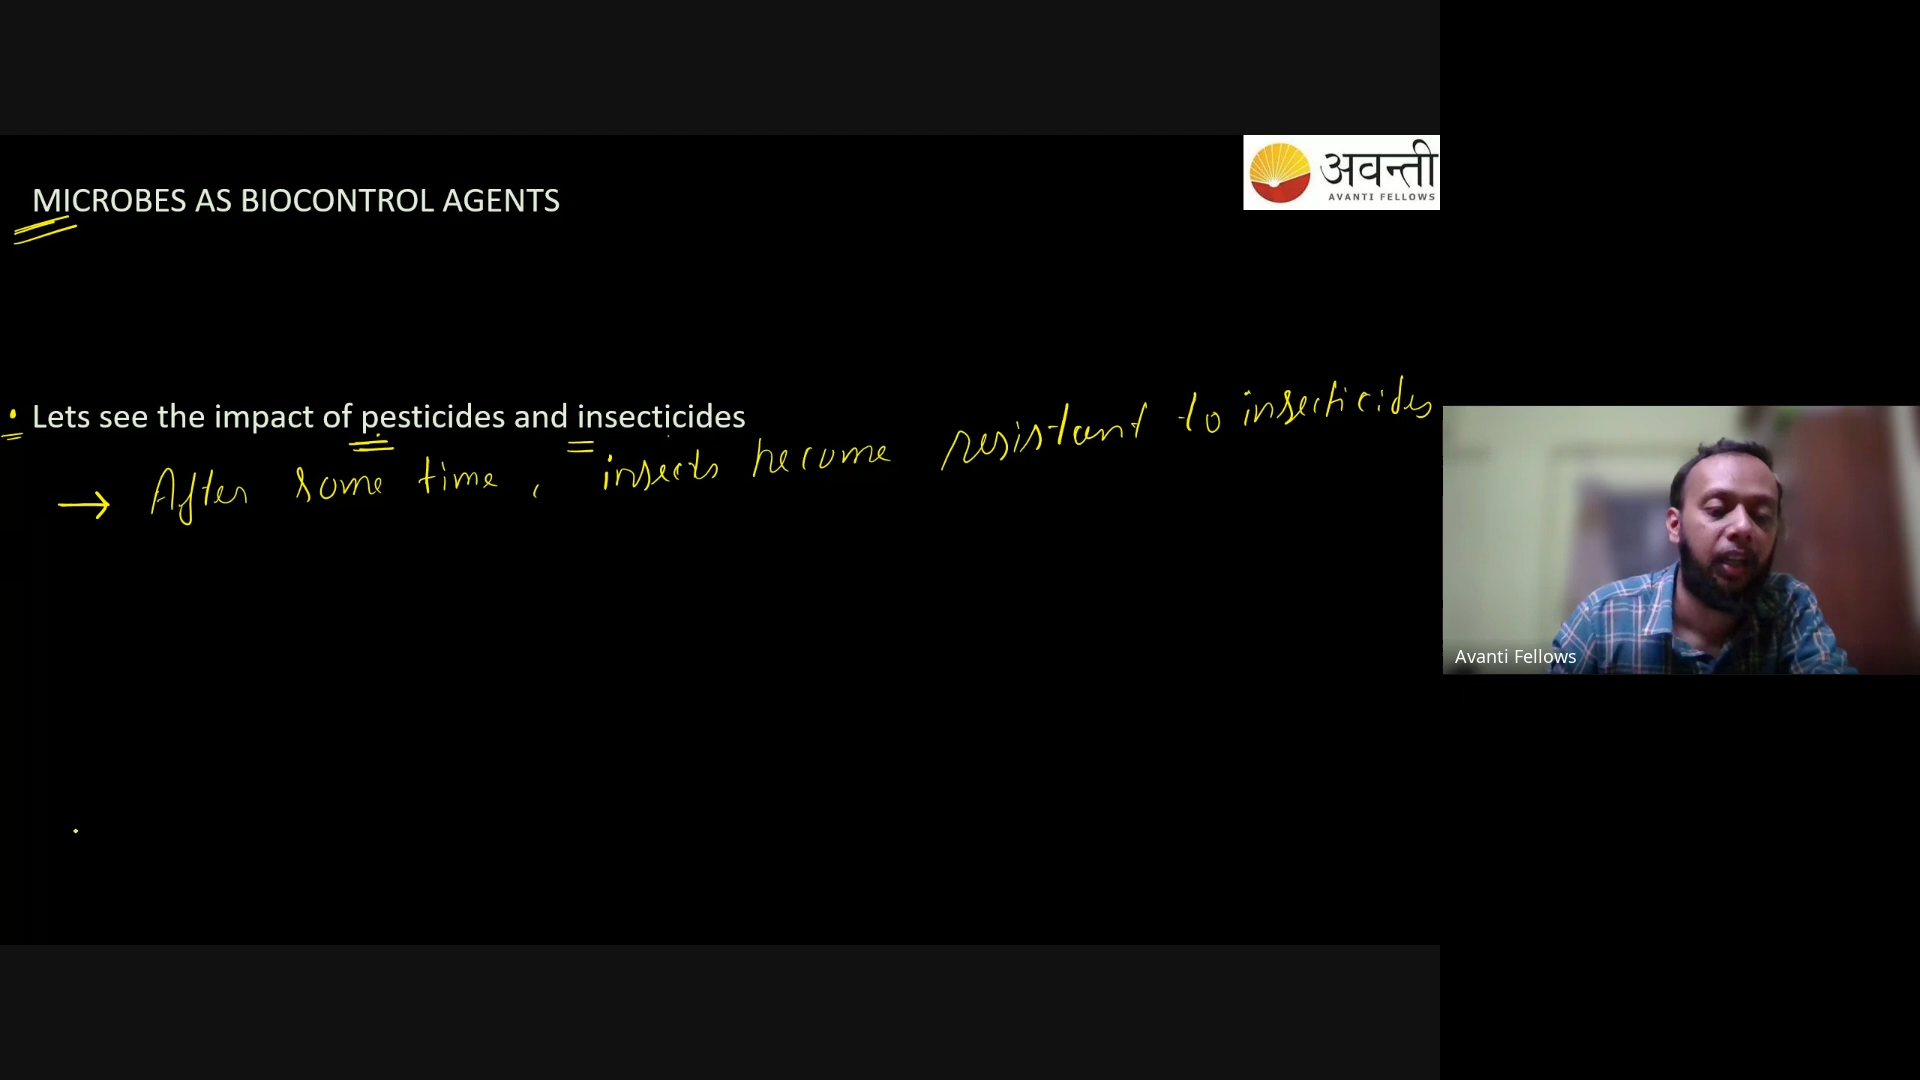 अवन्ती
AVANTI FELLOWS
MICROBES AS BIOCONTROL AGENTS
Lets see the impact of pesticides and insecticides
→ After some time, insects become resistant to insecticides
Avanti Fellows